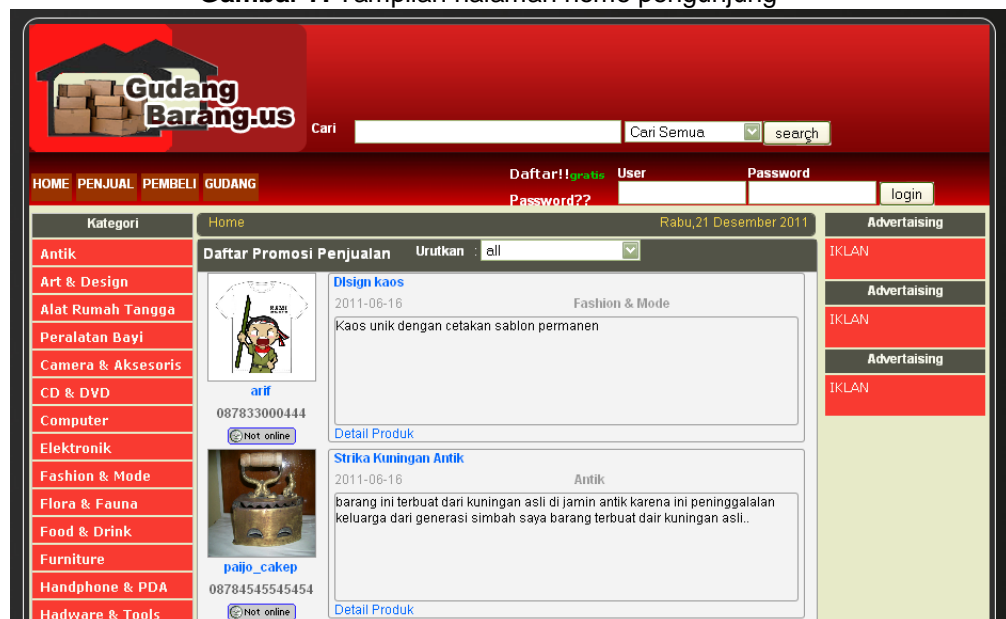 Gudang
Barang.us
Cari
Cari Semua
search
HOME PENJUAL PEMBELI GUDANG
Daftar!!gratis User Password
Password?? login
Kategori
Antik
Art & Design
Alat Rumah Tangga
Peralatan Bayi
Camera & Aksesoris
CD & DVD
Computer
Elektronik
Fashion & Mode
Flora & Fauna
Food & Drink
Furniture
Handphone & PDA
Hadware & Tools
Home Rabu,21 Desember 2011
Daftar Promosi Penjualan Urutkan : all
DIsign kaos
2011-06-16 Fashion & Mode
Kaos unik dengan cetakan sablon permanen
arif
087833000444
Not online
Detail Produk
Strika Kuningan Antik
2011-06-16 Antik
barang ini terbuat dari kuningan asli di jamin antik karena ini peninggalalan
keluarga dari generasi simbah saya barang terbuat dair kuningan asli..
paijo_cakep
08784545545454
Not online
Detail Produk
Advertaising
IKLAN
Advertaising
IKLAN
Advertaising
IKLAN